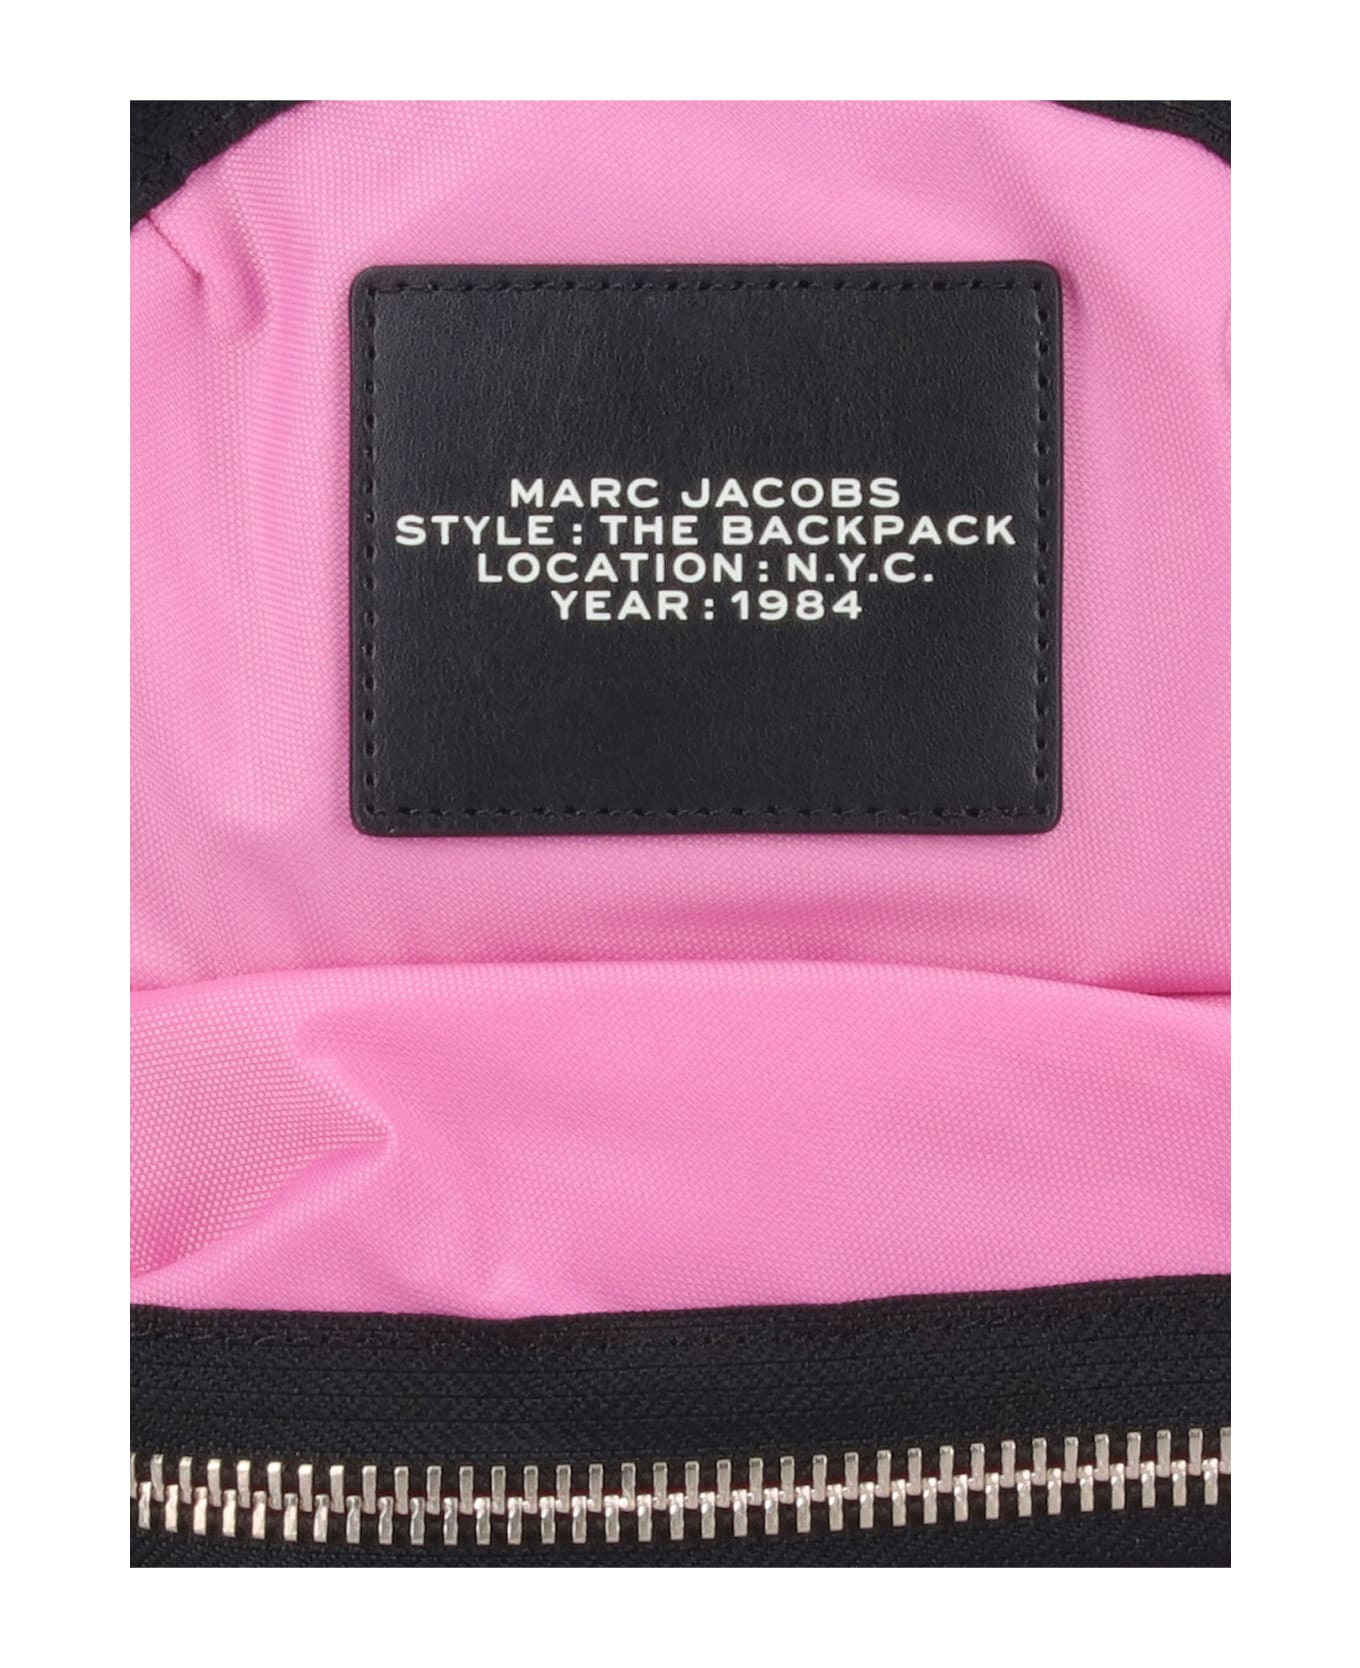 MARC JACOBS
STYLE : THE BACKPACK
LOCATION : N.Y.C.
YEAR : 1984